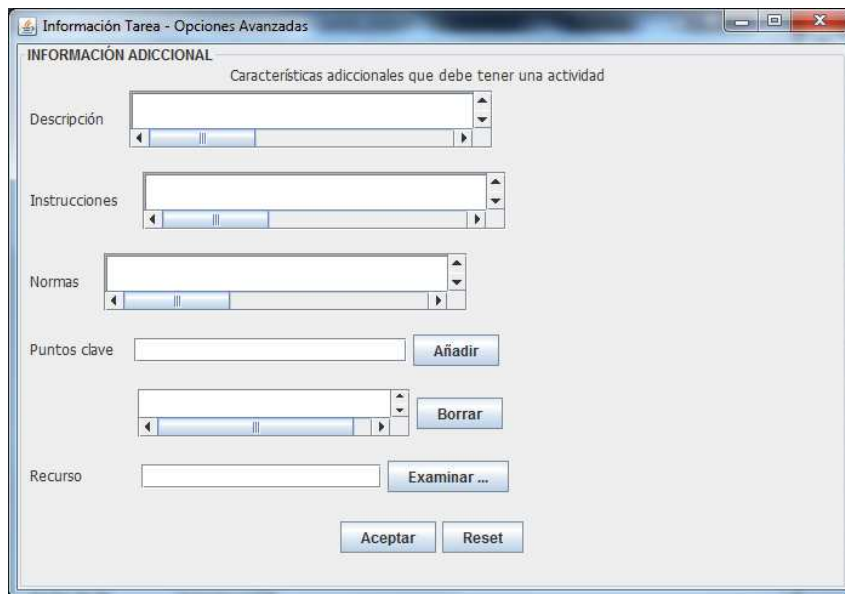 Información Tarea - Opciones Avanzadas
INFORMACIÓN ADICCIONAL
Características adiccionales que debe tener una actividad
Descripción
Instrucciones
Normas
Puntos clave
Añadir
Borrar
Recurso
Examinar ...
Aceptar Reset